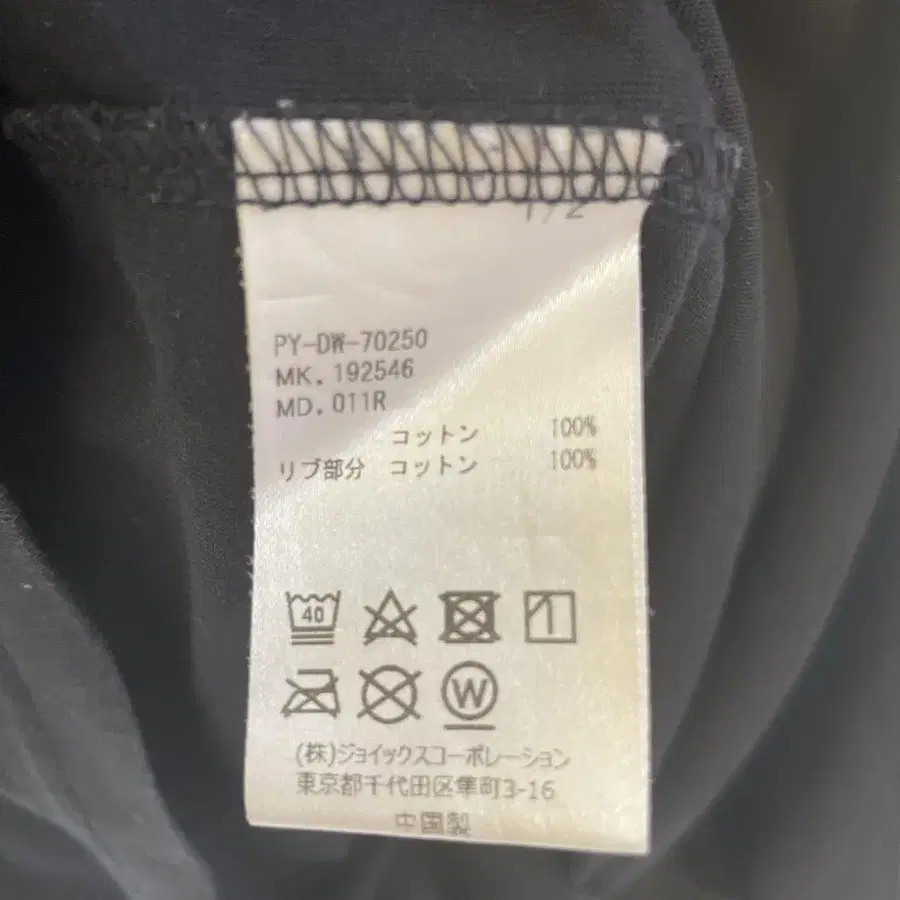 1/2
PY-DW-70250
MK. 192546
MD. 011R
コットン 100%
リブ部分 コットン 100%
40
W
(株)ジョイックスコーポレーション
東京都千代田区隼町3-16
中国製